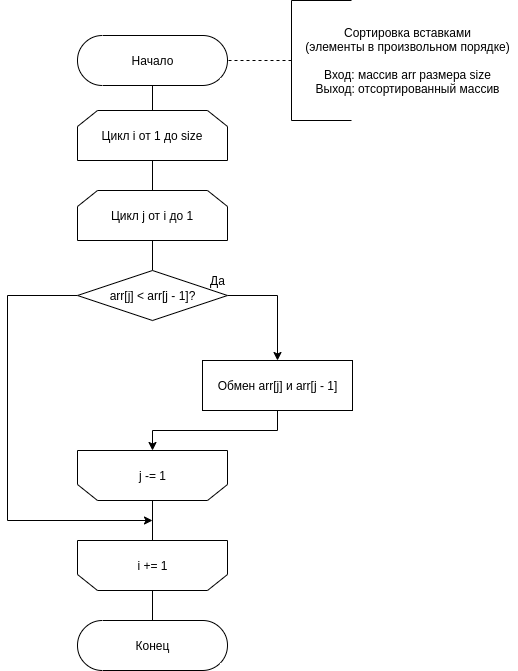 Начало
Сортировка вставками
(элементы в произвольном порядке)
Вход: массив arr размера size
Выход: отсортированный массив
Цикл i от 1 до size
Цикл j от i до 1
arr[j] < arr[j - 1]?
Да
Обмен arr[j] и arr[j - 1]
j -= 1
i += 1
Конец